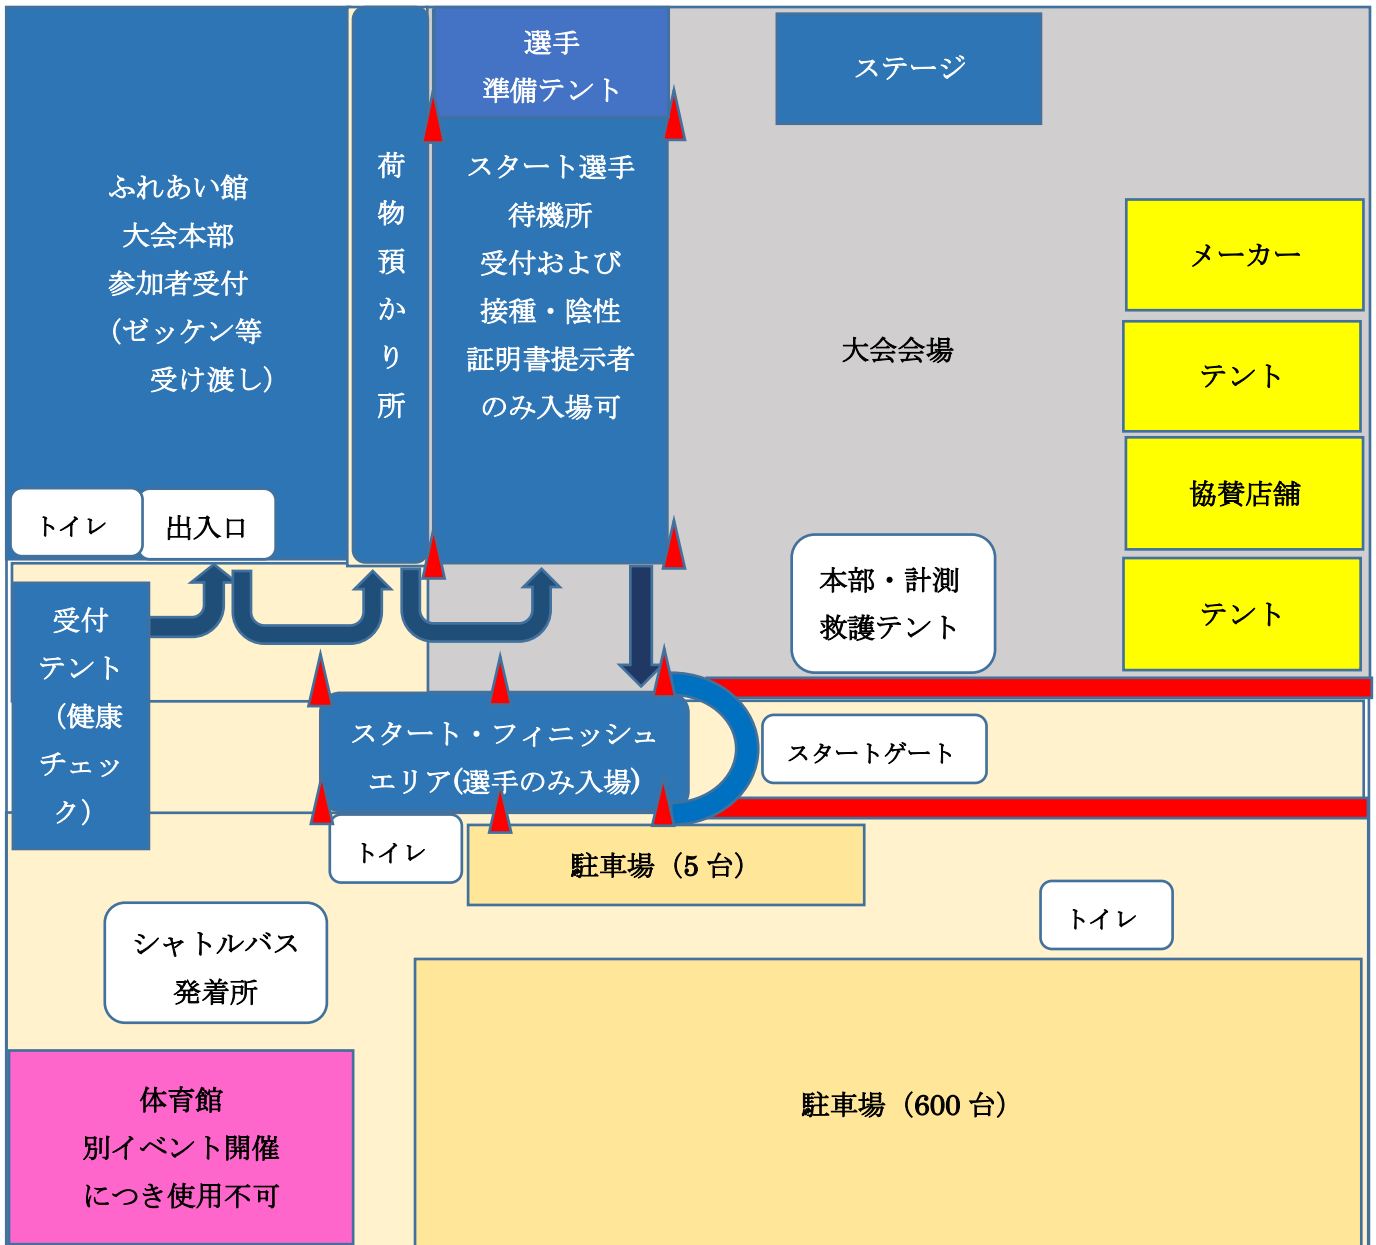 選手
準備テント
ステージ
ふれあい館
大会本部
参加者受付
（ゼッケン等
受け渡し）
荷
物
預
か
り
所
スタート選手
待機所
受付および
接種・陰性
証明書提示者
のみ入場可
大会会場
メーカー
テント
協賛店舗
テント
トイレ
出入口
本部・計測
救護テント
受付
テント
（健康
チェッ
ク）
スタート・フィニッシュ
エリア(選手のみ入場)
スタートゲート
トイレ
駐車場（5 台）
トイレ
シャトルバス
発着所
体育館
別イベント開催
につき使用不可
駐車場（600 台）